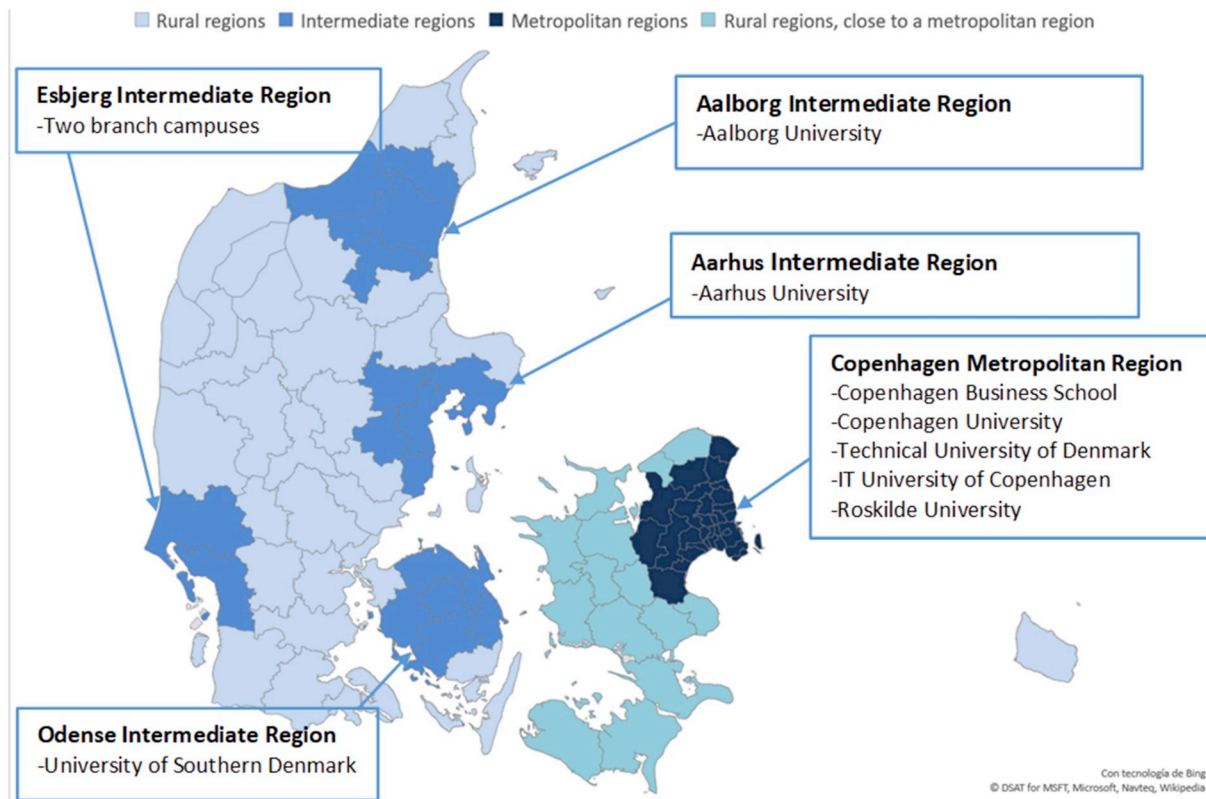 Rural regions Intermediate regions Metropolitan regions Rural regions, close to a metropolitan region
Esbjerg Intermediate Region
-Two branch campuses
Aalborg Intermediate Region
-Aalborg University
Aarhus Intermediate Region
-Aarhus University
Copenhagen Metropolitan Region
-Copenhagen Business School
-Copenhagen University
-Technical University of Denmark
-IT University of Copenhagen
-Roskilde University
Odense Intermediate Region
-University of Southern Denmark
Con tecnología de Bing
© DSAT for MSFT, Microsoft, Navteq, Wikipedia